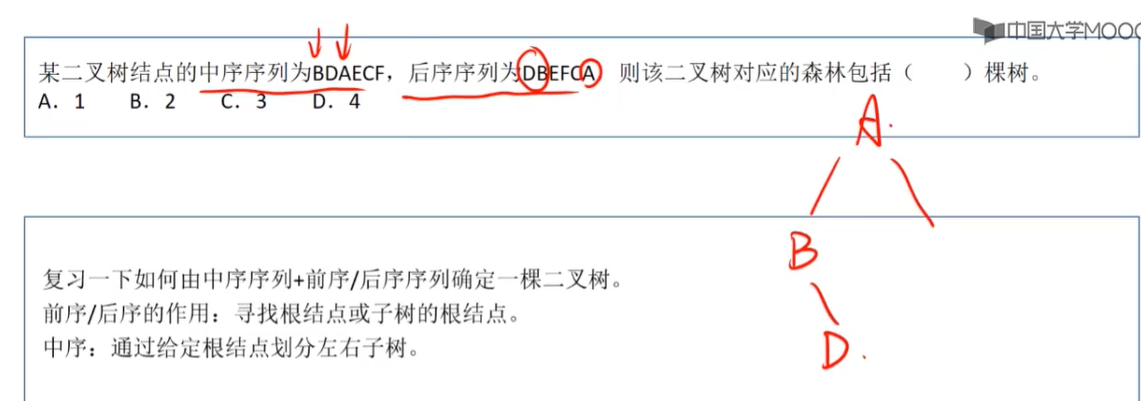 中国大学MOOC
某二叉树结点的中序序列为BDAECF，后序序列为DBEFCA 则该二叉树对应的森林包括（ ）棵树。
A．1 B．2 C．3 D．4
A.
B
D.
复习一下如何由中序序列+前序/后序序列确定一棵二叉树。
前序/后序的作用：寻找根结点或子树的根结点。
中序：通过给定根结点划分左右子树。